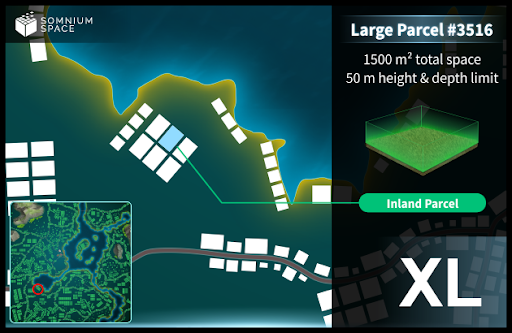 SOMNIUM
SPACE
Large Parcel #3516
1500 m² total space
50 m height & depth limit
Inland Parcel
XL